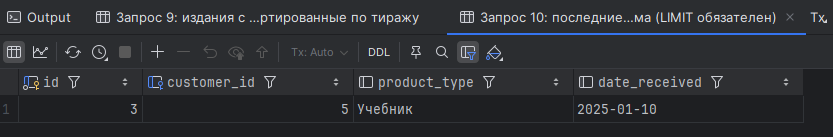 Output Запрос 9: издания с ...ртированные по тиражу Запрос 10: последние...ма (LIMIT обязателен) Tx
Tx: Auto DDL
id customer_id product_type date_received
1 3 5 Учебник 2025-01-10